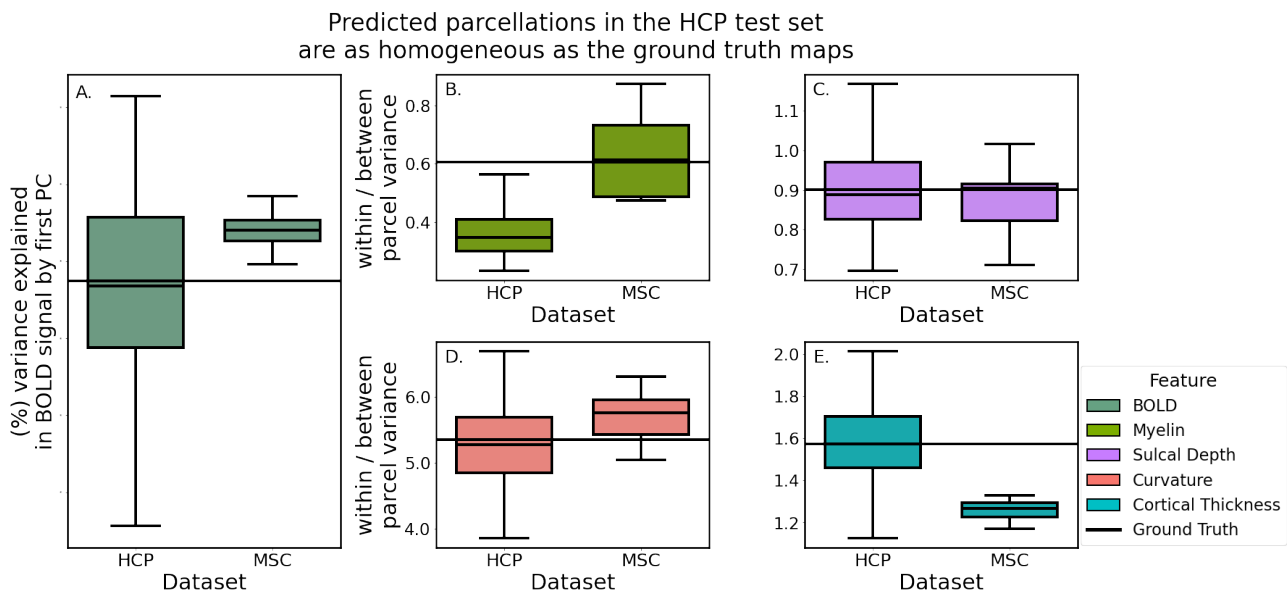 Predicted parcellations in the HCP test set
are as homogeneous as the ground truth maps
A.
(%) variance explained
in BOLD signal by first PC
HCP
MSC
Dataset
B.
within / between
parcel variance
0.8
0.6
0.4
HCP
MSC
Dataset
C.
1.1
1.0
0.9
0.8
0.7
HCP
MSC
Dataset
D.
within / between
parcel variance
6.0
5.0
4.0
HCP
MSC
Dataset
E.
2.0
1.8
1.6
1.4
1.2
HCP
MSC
Dataset
Feature
BOLD
Myelin
Sulcal Depth
Curvature
Cortical Thickness
Ground Truth